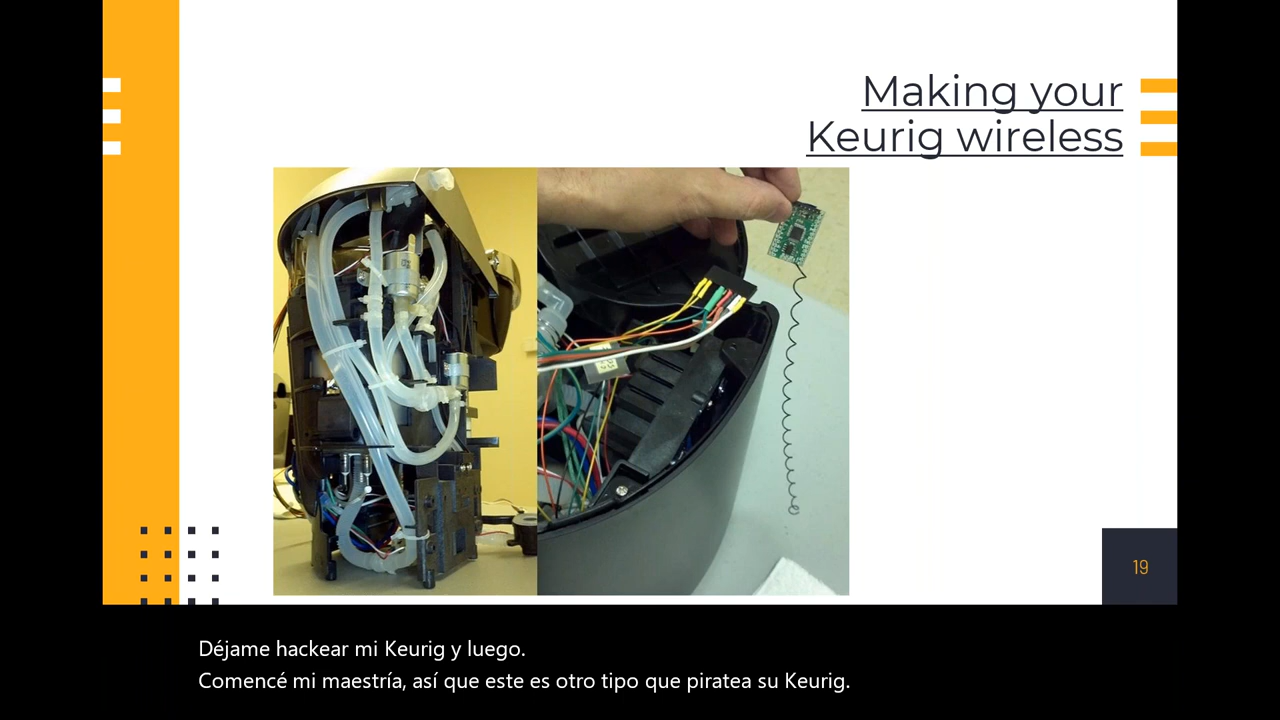 Making your
Keurig wireless
19
Déjame hackear mi Keurig y luego.
Comencé mi maestría, así que este es otro tipo que piratea su Keurig.